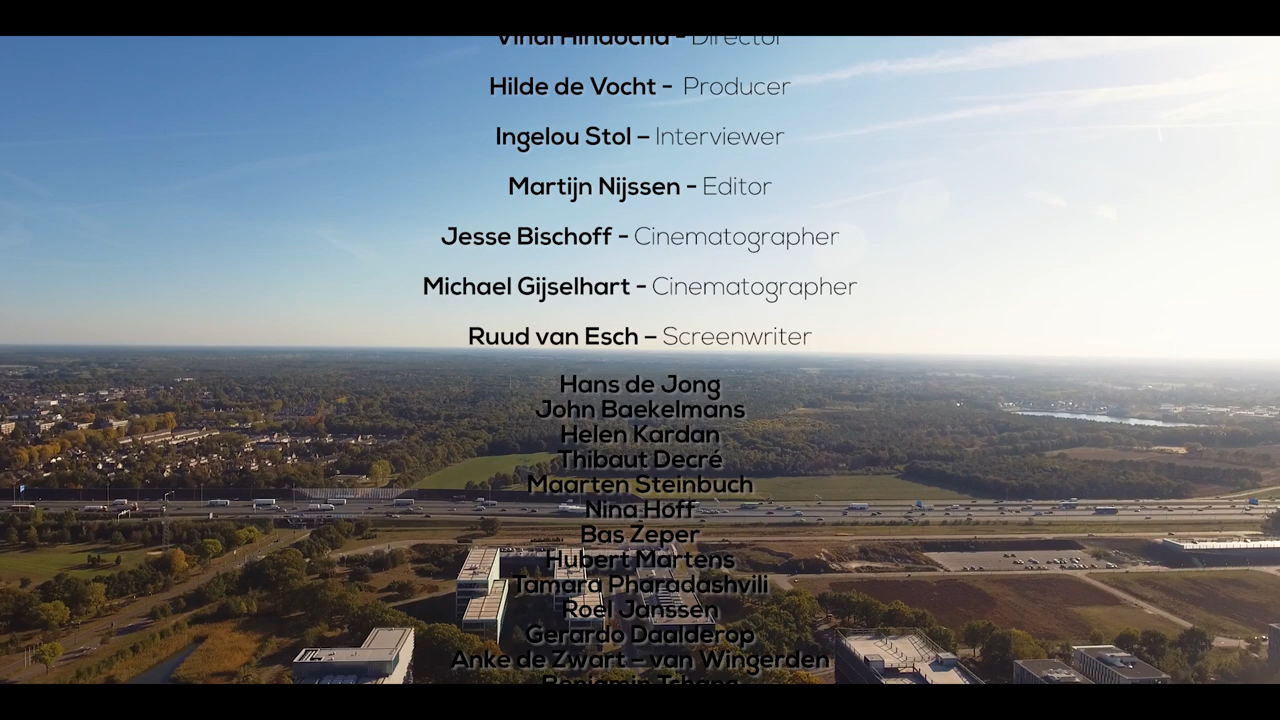 Hilde de Vocht - Producer
Ingelou Stol – Interviewer
Martijn Nijssen - Editor
Jesse Bischoff - Cinematographer
Michael Gijselhart - Cinematographer
Ruud van Esch – Screenwriter
Hans de Jong
John Baekelmans
Helen Kardan
Thibaut Decré
Maarten Steinbuch
Nina Hoff
Bas Zeper
Hubert Martens
Tamara Pharadashvili
Roel Janssen
Gerardo Daalderop
Anke de Zwart – van Wingerden